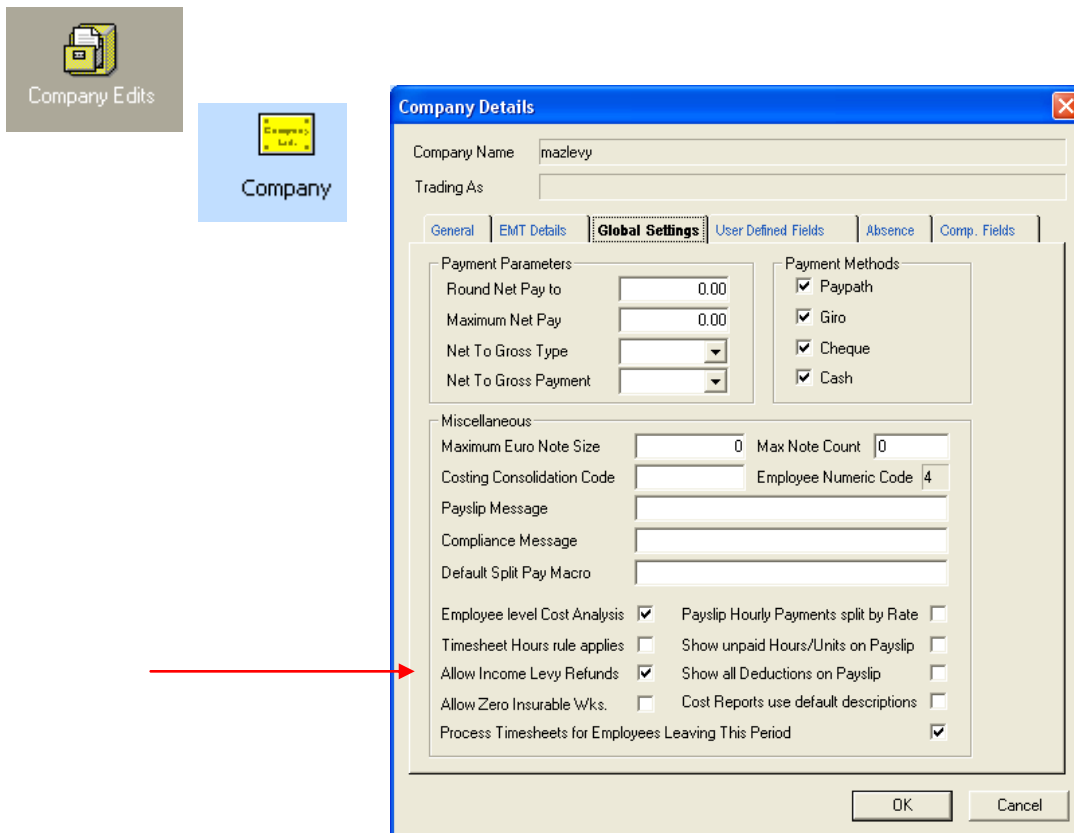 Company Edits
Company
Ltd.
Company
Company Details
Company Name mazlevy
Trading As
General EMT Details Global Settings User Defined Fields Absence Comp. Fields
Payment Parameters Payment Methods
Round Net Pay to 0.00 Paypath
Maximum Net Pay 0.00 Giro
Net To Gross Type Cheque
Net To Gross Payment Cash
Miscellaneous
Maximum Euro Note Size 0 Max Note Count 0
Costing Consolidation Code Employee Numeric Code 4
Payslip Message
Compliance Message
Default Split Pay Macro
Employee level Cost Analysis Payslip Hourly Payments split by Rate
Timesheet Hours rule applies Show unpaid Hours/Units on Payslip
Allow Income Levy Refunds Show all Deductions on Payslip
Allow Zero Insurable Wks. Cost Reports use default descriptions
Process Timesheets for Employees Leaving This Period
OK Cancel